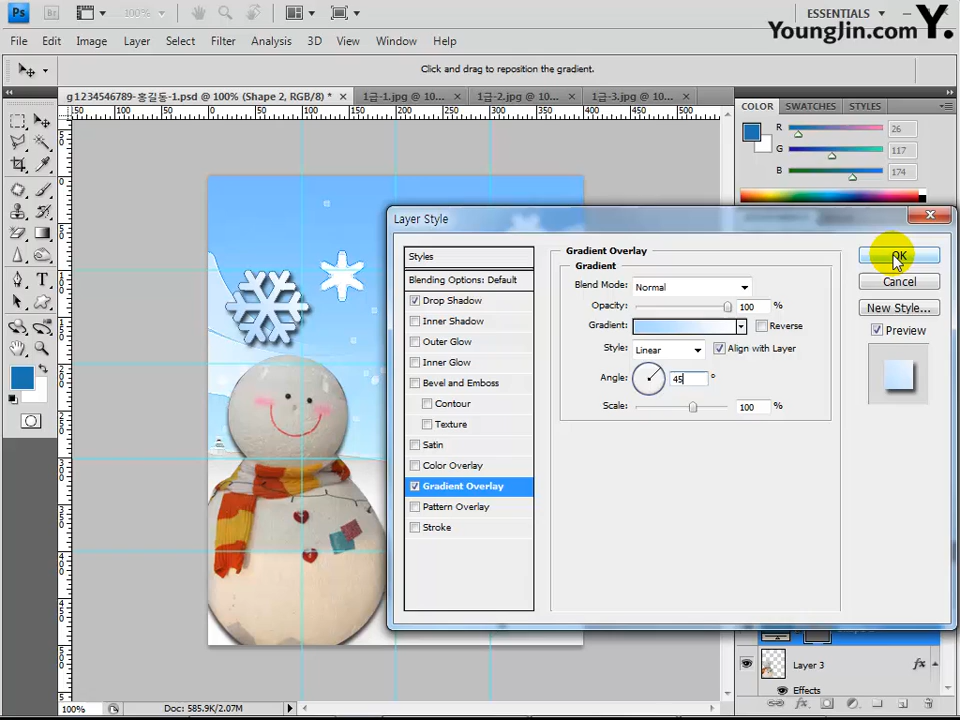 Ps Br 100% ESSENTIALS
YoungJin.com Y.
File Edit Image Layer Select Filter Analysis 3D View Window Help
Click and drag to reposition the gradient.
g1234546789-홍길동-1.psd @ 100% (Shape 2, RGB/8) * 1급-1.jpg @ 10... 1급-2.jpg @ 10... 1급-3.jpg @ 10...
COLOR SWATCHES STYLES
R 26
G 117
B 174
Layer Style
Styles
Blending Options: Default
Drop Shadow
Inner Shadow
Outer Glow
Inner Glow
Bevel and Emboss
Contour
Texture
Satin
Color Overlay
Gradient Overlay
Pattern Overlay
Stroke
Gradient Overlay
Gradient
Blend Mode: Normal
Opacity: 100 %
Gradient: Reverse
Style: Linear Align with Layer
Angle: 45 °
Scale: 100 %
OK
Cancel
New Style...
Preview
Layer 3 fx
Effects
100% Doc: 585.9K/2.07M